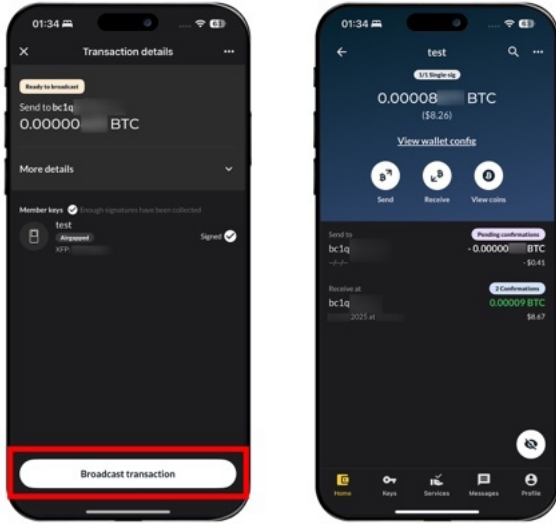 01:34
Transaction details
Ready to broadcast
Send to bc1q
0.00000 BTC
More details
Member keys Enough signatures have been collected
test
Airgapped
XFP:
Signed
Broadcast transaction
01:34
test
1/1 Single-sig
0.00008 BTC
($8.26)
View wallet config
Send Receive View coins
Send to Pending confirmations
bc1q - 0.00000 BTC
--/--/-- - $0.41
Receive at 2 Confirmations
bc1q 0.00009 BTC
2025 at $8.67
Home Keys Services Messages Profile